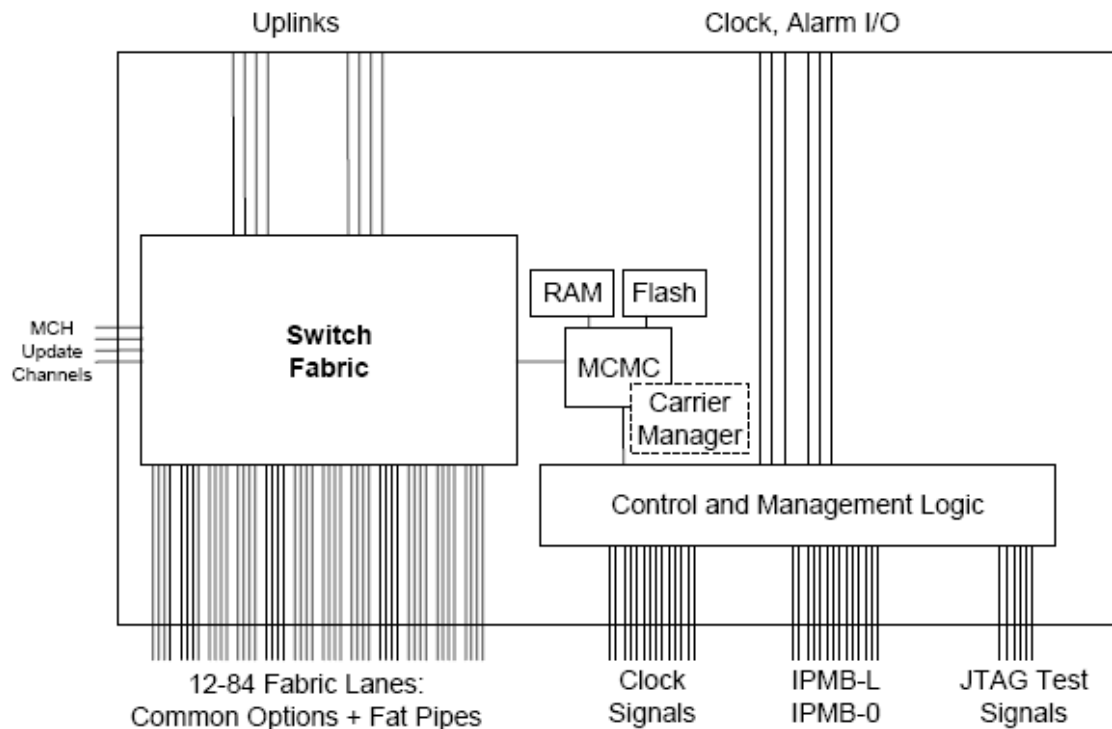 Uplinks
Clock, Alarm I/O
RAM
Flash
MCH
Update
Channels
Switch
Fabric
MCMC
Carrier
Manager
Control and Management Logic
12-84 Fabric Lanes:
Common Options + Fat Pipes
Clock
Signals
IPMB-L
IPMB-0
JTAG Test
Signals